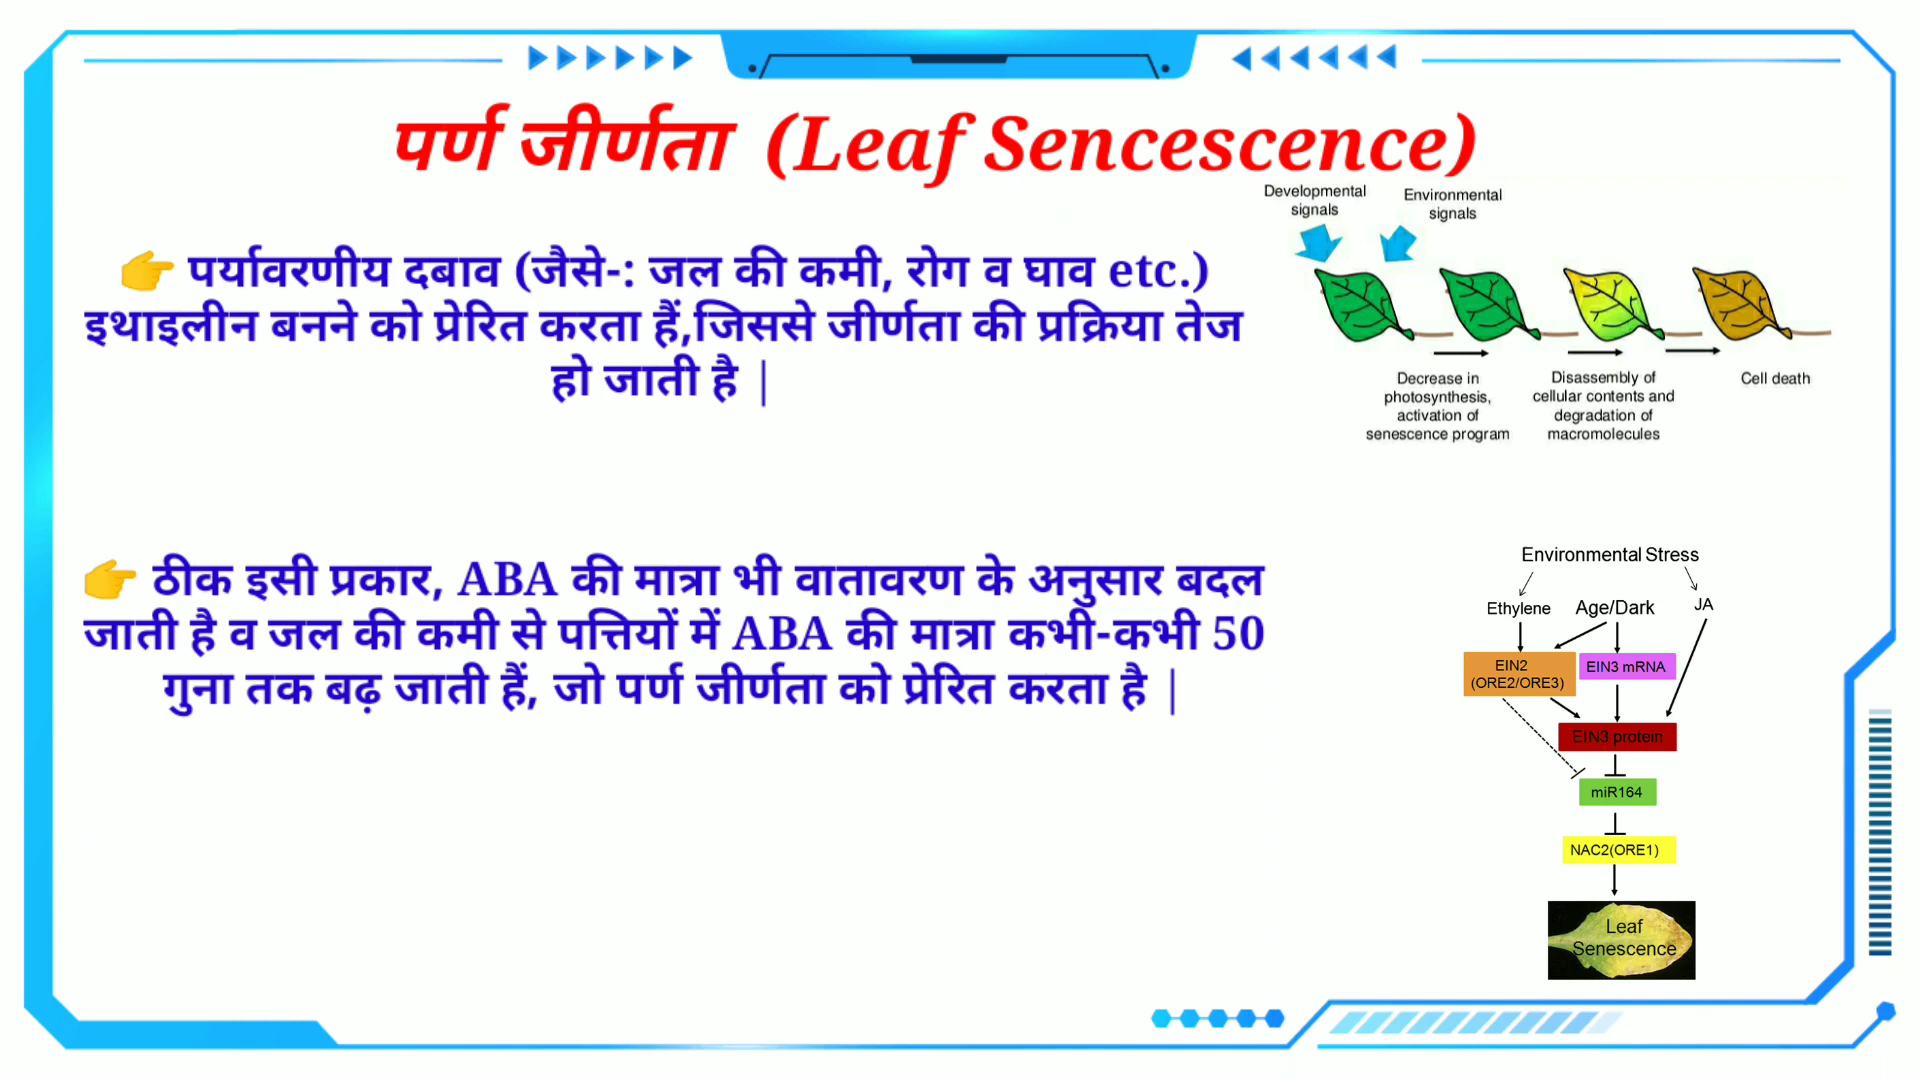 पर्ण जीर्णता (Leaf Sencescence)
👉 पर्यावरणीय दबाव (जैसे-: जल की कमी, रोग व घाव etc.)
इथाइलीन बनने को प्रेरित करता हैं,जिससे जीर्णता की प्रक्रिया तेज
हो जाती है |
👉 ठीक इसी प्रकार, ABA की मात्रा भी वातावरण के अनुसार बदल
जाती है व जल की कमी से पत्तियों में ABA की मात्रा कभी-कभी 50
गुना तक बढ़ जाती हैं, जो पर्ण जीर्णता को प्रेरित करता है |
Developmental
signals
Environmental
signals
Decrease in
photosynthesis,
activation of
senescence program
Disassembly of
cellular contents and
degradation of
macromolecules
Cell death
Environmental Stress
Ethylene Age/Dark JA
EIN2
(ORE2/ORE3)
EIN3 mRNA
EIN3 protein
miR164
NAC2(ORE1)
Leaf
Senescence